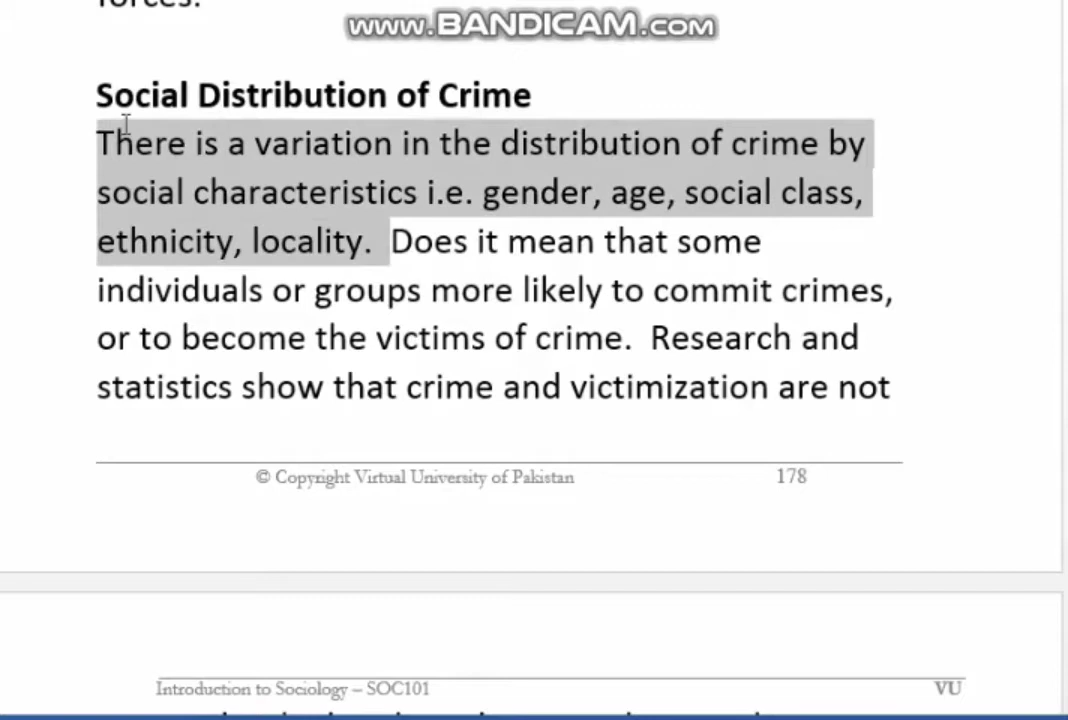 forces.
www.BANDICAM.com
Social Distribution of Crime
There is a variation in the distribution of crime by
social characteristics i.e. gender, age, social class,
ethnicity, locality. Does it mean that some
individuals or groups more likely to commit crimes,
or to become the victims of crime. Research and
statistics show that crime and victimization are not
© Copyright Virtual University of Pakistan 178
Introduction to Sociology – SOC101 VU